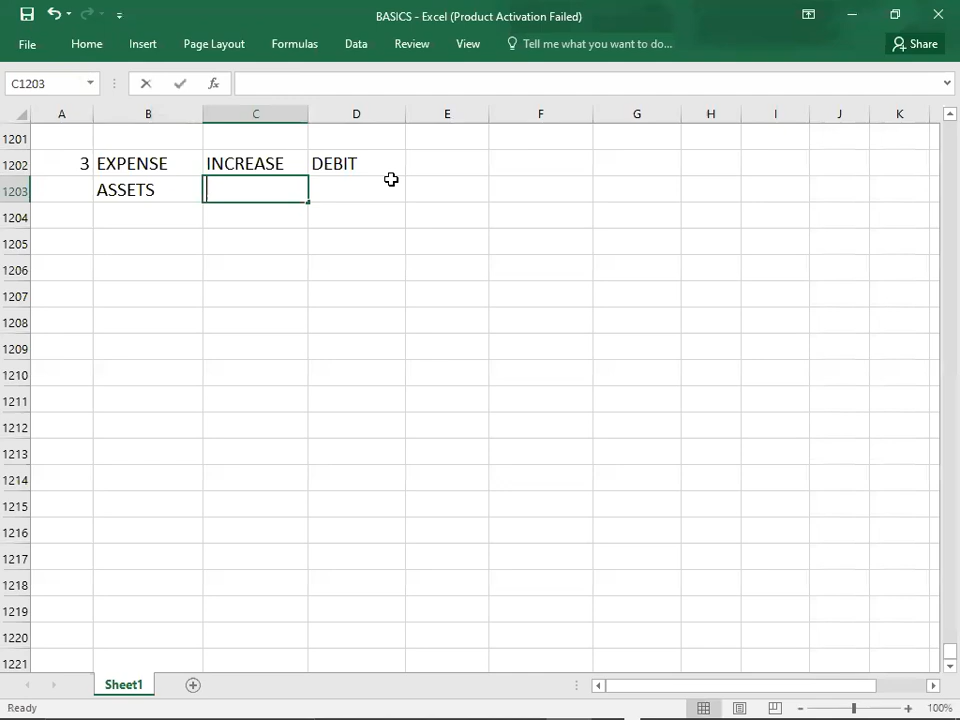 BASICS - Excel (Product Activation Failed)
File Home Insert Page Layout Formulas Data Review View Tell me what you want to do... Share
C1203 fx
A B C D E F G H I J K
1201
1202 3 EXPENSE INCREASE DEBIT
1203 ASSETS
1204
1205
1206
1207
1208
1209
1210
1211
1212
1213
1214
1215
1216
1217
1218
1219
1220
1221
Sheet1
Ready 100%